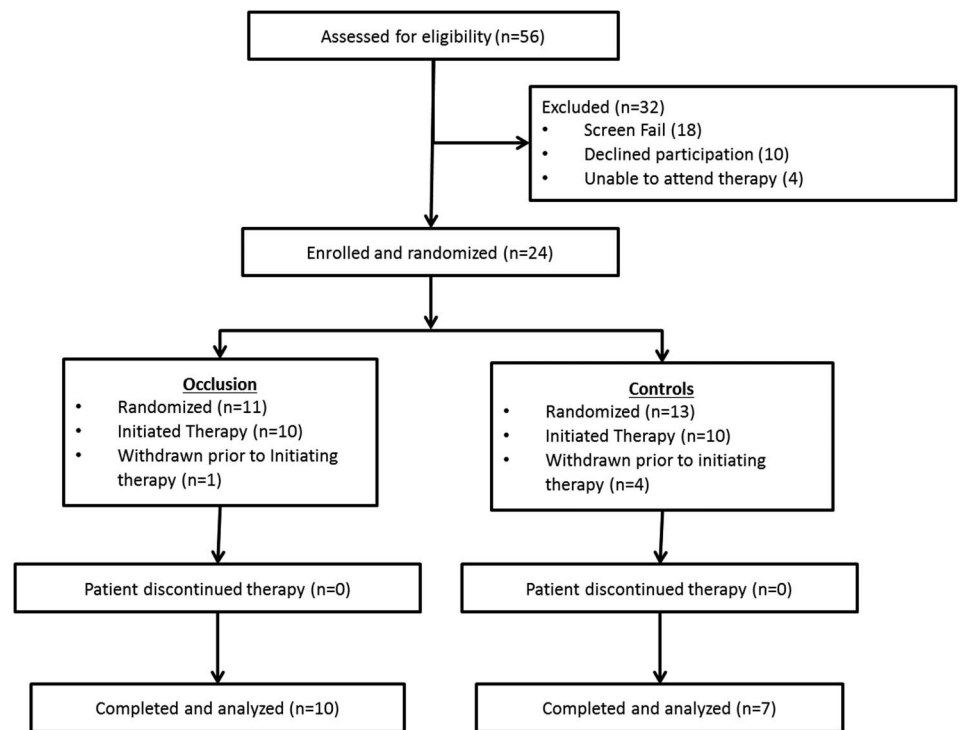 Assessed for eligibility (n=56)
Excluded (n=32)
• Screen Fail (18)
• Declined participation (10)
• Unable to attend therapy (4)
Enrolled and randomized (n=24)
Occlusion
• Randomized (n=11)
• Initiated Therapy (n=10)
• Withdrawn prior to Initiating
therapy (n=1)
Controls
• Randomized (n=13)
• Initiated Therapy (n=10)
• Withdrawn prior to initiating
therapy (n=4)
Patient discontinued therapy (n=0)
Patient discontinued therapy (n=0)
Completed and analyzed (n=10)
Completed and analyzed (n=7)